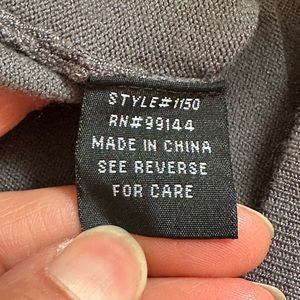 STYLE#1150
RN#99144
MADE IN CHINA
SEE REVERSE
FOR CARE